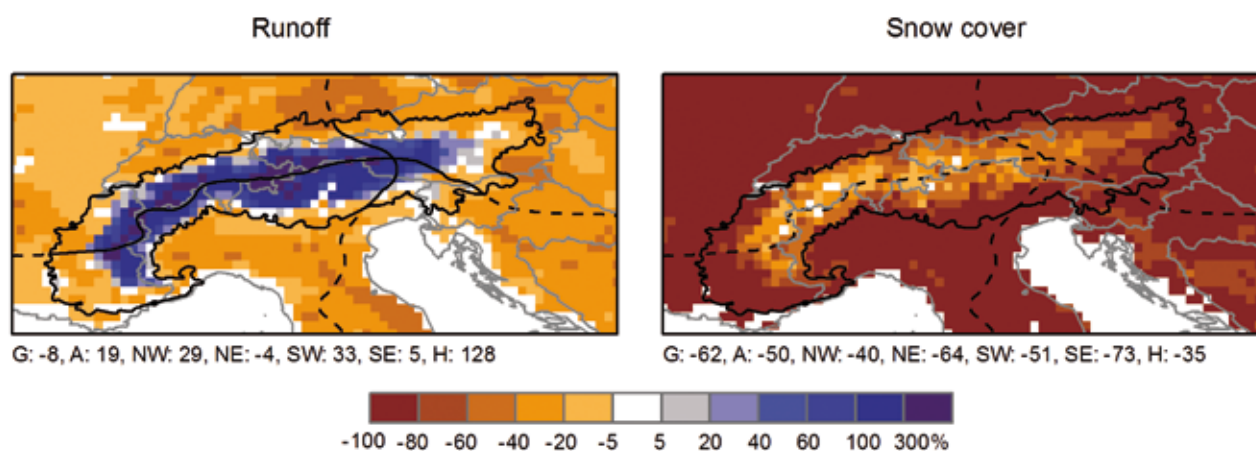 Runoff
Snow cover
G: -8, A: 19, NW: 29, NE: -4, SW: 33, SE: 5, H: 128
G: -62, A: -50, NW: -40, NE: -64, SW: -51, SE: -73, H: -35
-100 -80 -60 -40 -20 -5 5 20 40 60 100 300%